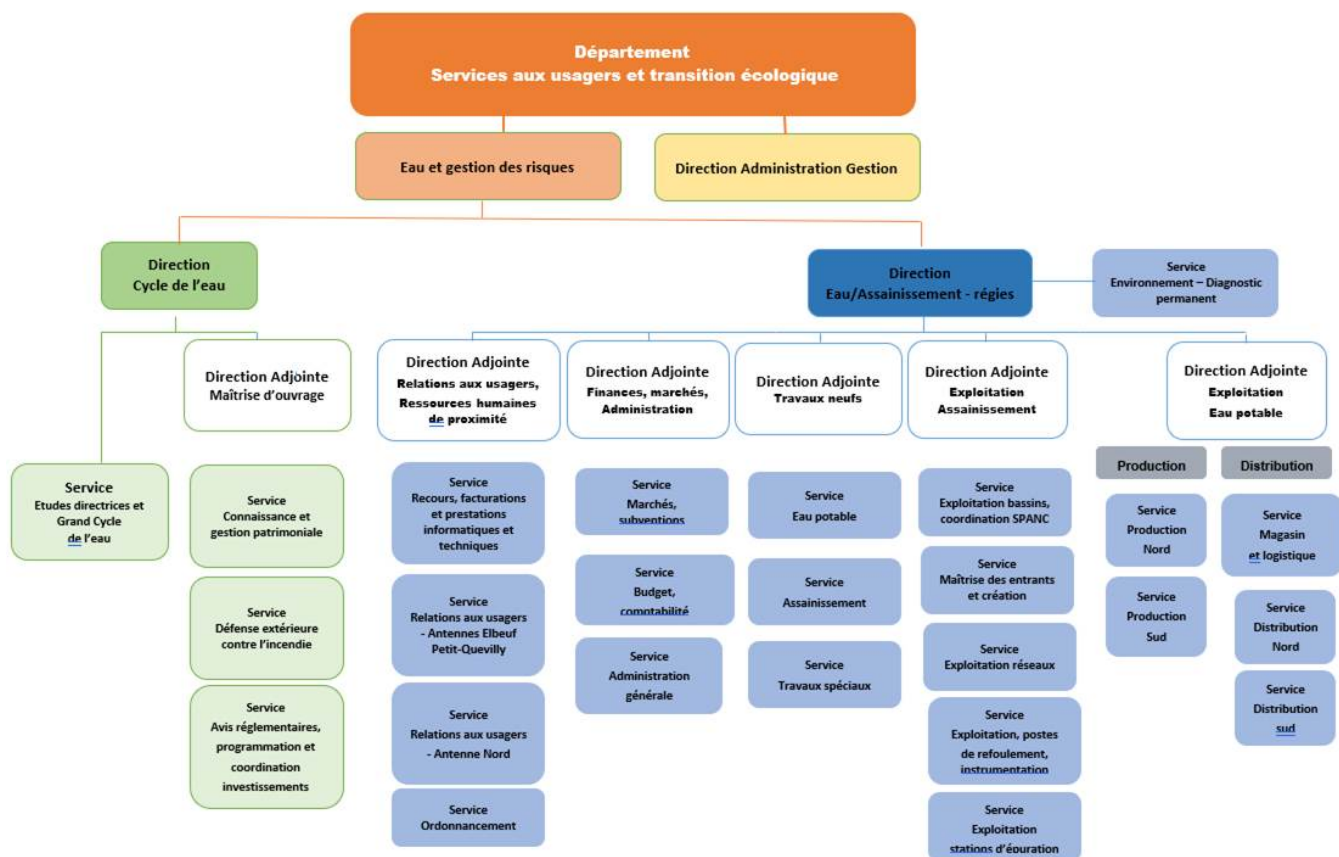 Département
Services aux usagers et transition écologique
Eau et gestion des risques
Direction Administration Gestion
Direction
Cycle de l’eau
Direction
Eau/Assainissement - régies
Service
Environnement – Diagnostic
permanent
Direction Adjointe
Maîtrise d’ouvrage
Direction Adjointe
Relations aux usagers,
Ressources humaines
de proximité
Direction Adjointe
Finances, marchés,
Administration
Direction Adjointe
Travaux neufs
Direction Adjointe
Exploitation
Assainissement
Direction Adjointe
Exploitation
Eau potable
Service
Etudes directrices et
Grand Cycle
de l’eau
Service
Connaissance et
gestion patrimoniale
Service
Défense extérieure
contre l’incendie
Service
Avis réglementaires,
programmation et
coordination
investissements
Service
Recours, facturations
et prestations
informatiques et
techniques
Service
Relations aux usagers
- Antennes Elbeuf
Petit-Quevilly
Service
Relations aux usagers
- Antenne Nord
Service
Ordonnancement
Service
Marchés,
subventions
Service
Budget,
comptabilité
Service
Administration
générale
Service
Eau potable
Service
Assainissement
Service
Travaux spéciaux
Service
Exploitation bassins,
coordination SPANC
Service
Maîtrise des entrants
et création
Service
Exploitation réseaux
Service
Exploitation, postes
de refoulement,
instrumentation
Service
Exploitation
stations d’épuration
Production
Service
Production
Nord
Service
Production
Sud
Distribution
Service
Magasin
et logistique
Service
Distribution
Nord
Service
Distribution
sud